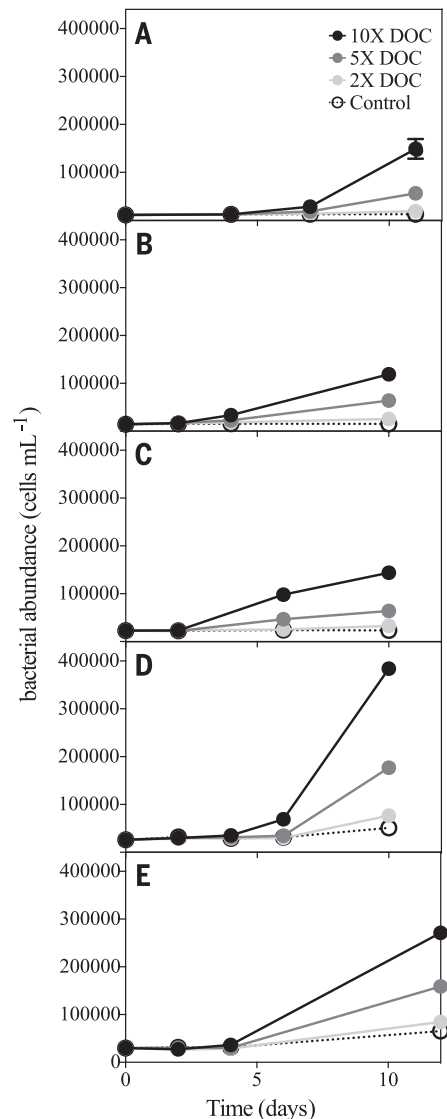 A
400000
300000
200000
100000
10X DOC
5X DOC
2X DOC
Control
B
400000
300000
200000
100000
C
400000
300000
200000
100000
D
400000
300000
200000
100000
E
400000
300000
200000
100000
0
0 5 10
Time (days)
bacterial abundance (cells mL⁻¹)